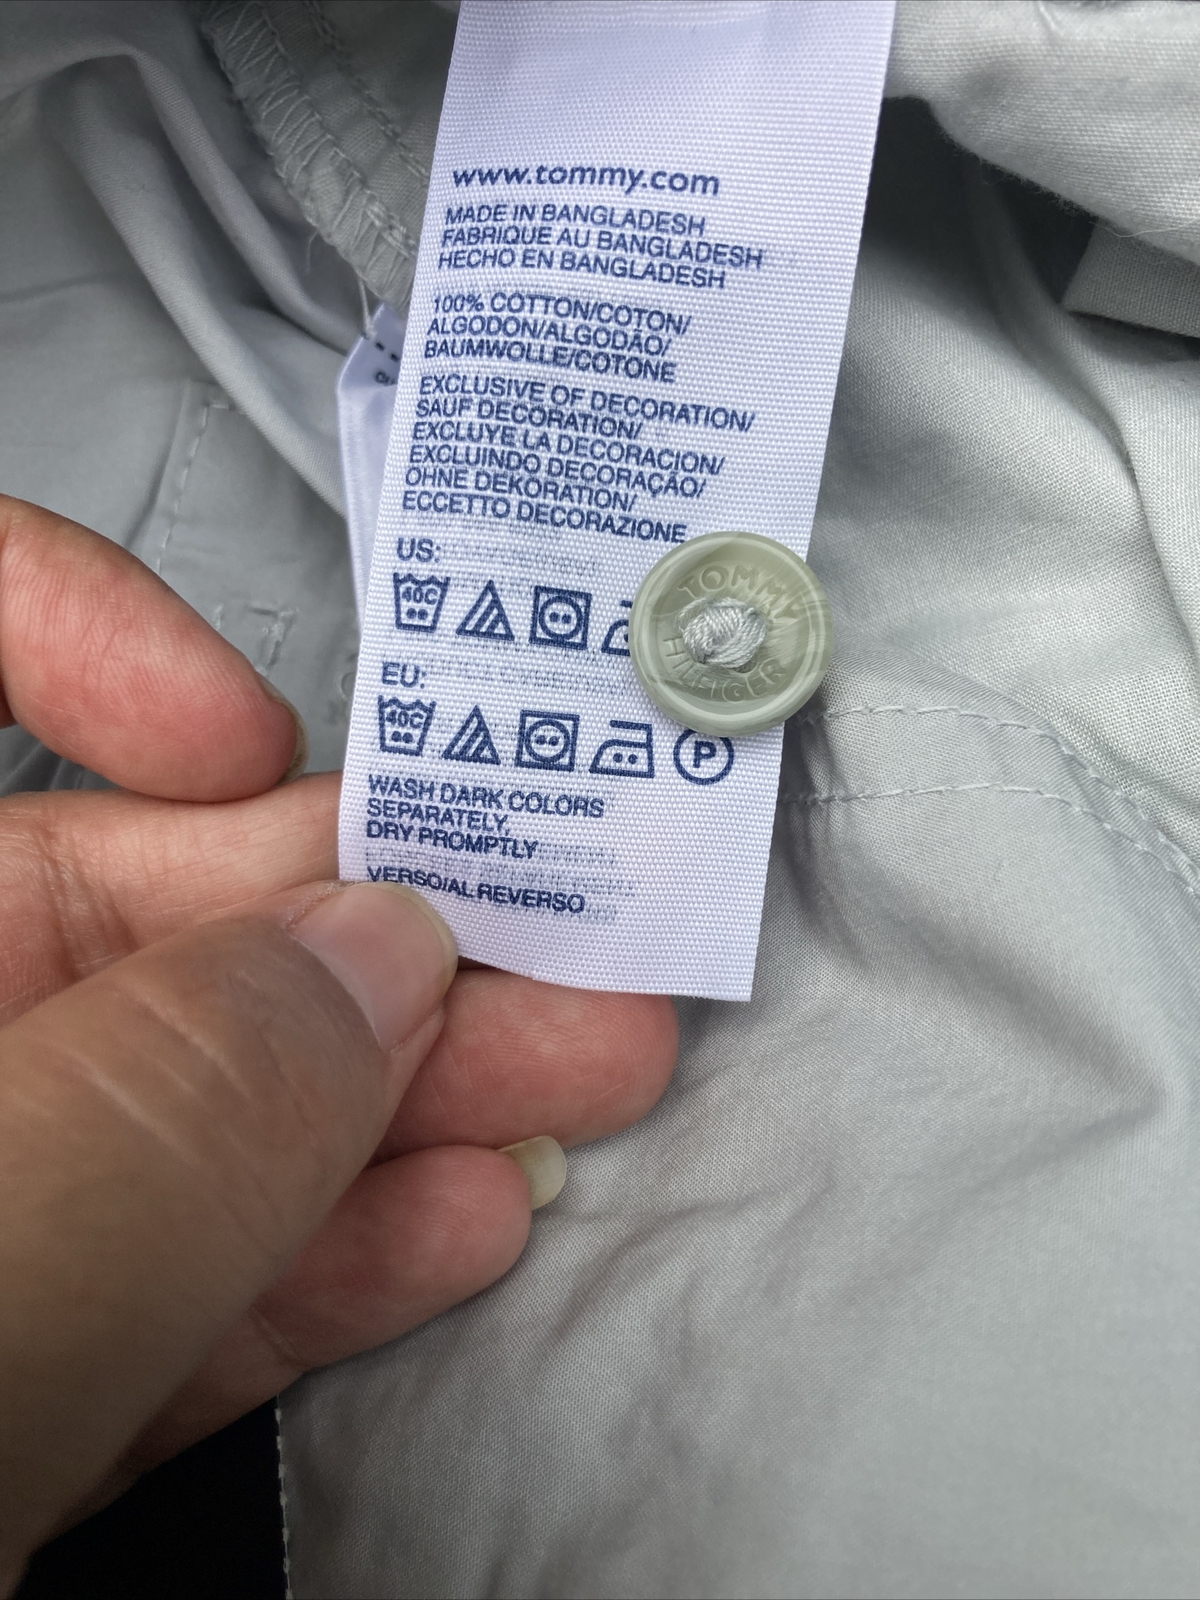 www.tommy.com
MADE IN BANGLADESH
FABRIQUE AU BANGLADESH
HECHO EN BANGLADESH
100% COTTON/COTON/
ALGODON/ALGODÃO/
BAUMWOLLE/COTONE
EXCLUSIVE OF DECORATION/
SAUF DECORATION/
EXCLUYE LA DECORACION/
EXCLUINDO DECORAÇÃO/
OHNE DEKORATION/
ECCETTO DECORAZIONE
US:
40C
TOMMY
HILFIGER
EU:
40C
P
WASH DARK COLORS
SEPARATELY,
DRY PROMPTLY
VERSO/AL REVERSO